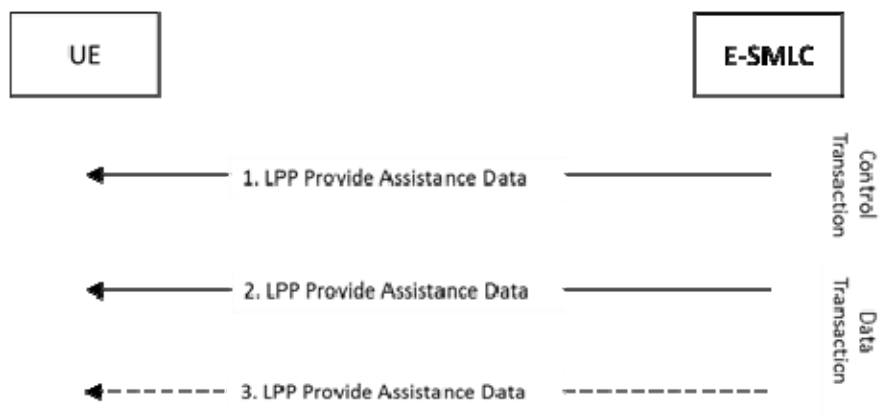 UE
E-SMLC
1. LPP Provide Assistance Data
Control
Transaction
2. LPP Provide Assistance Data
Data
Transaction
3. LPP Provide Assistance Data